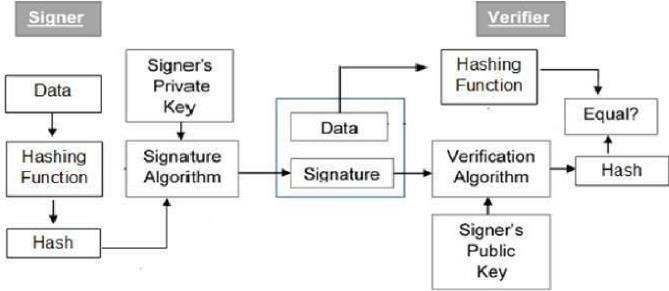 Signer
Verifier
Data
Hashing
Function
Hash
Signer's
Private
Key
Signature
Algorithm
Data
Signature
Hashing
Function
Verification
Algorithm
Signer's
Public
Key
Equal?
Hash